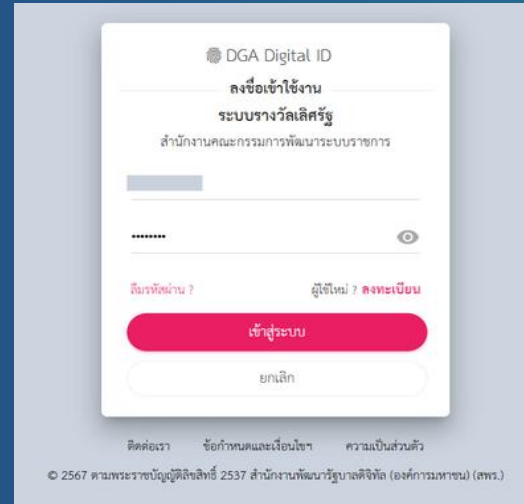 DGA Digital ID
ลงชื่อเข้าใช้งาน
ระบบรางวัลเลิศรัฐ
สำนักงานคณะกรรมการพัฒนาระบบราชการ
••••••••
ลืมรหัสผ่าน ? ผู้ใช้ใหม่ ? ลงทะเบียน
เข้าสู่ระบบ
ยกเลิก
ติดต่อเรา ข้อกำหนดและเงื่อนไขฯ ความเป็นส่วนตัว
© 2567 ตามพระราชบัญญัติลิขสิทธิ์ 2537 สำนักงานพัฒนารัฐบาลดิจิทัล (องค์การมหาชน) (สพร.)